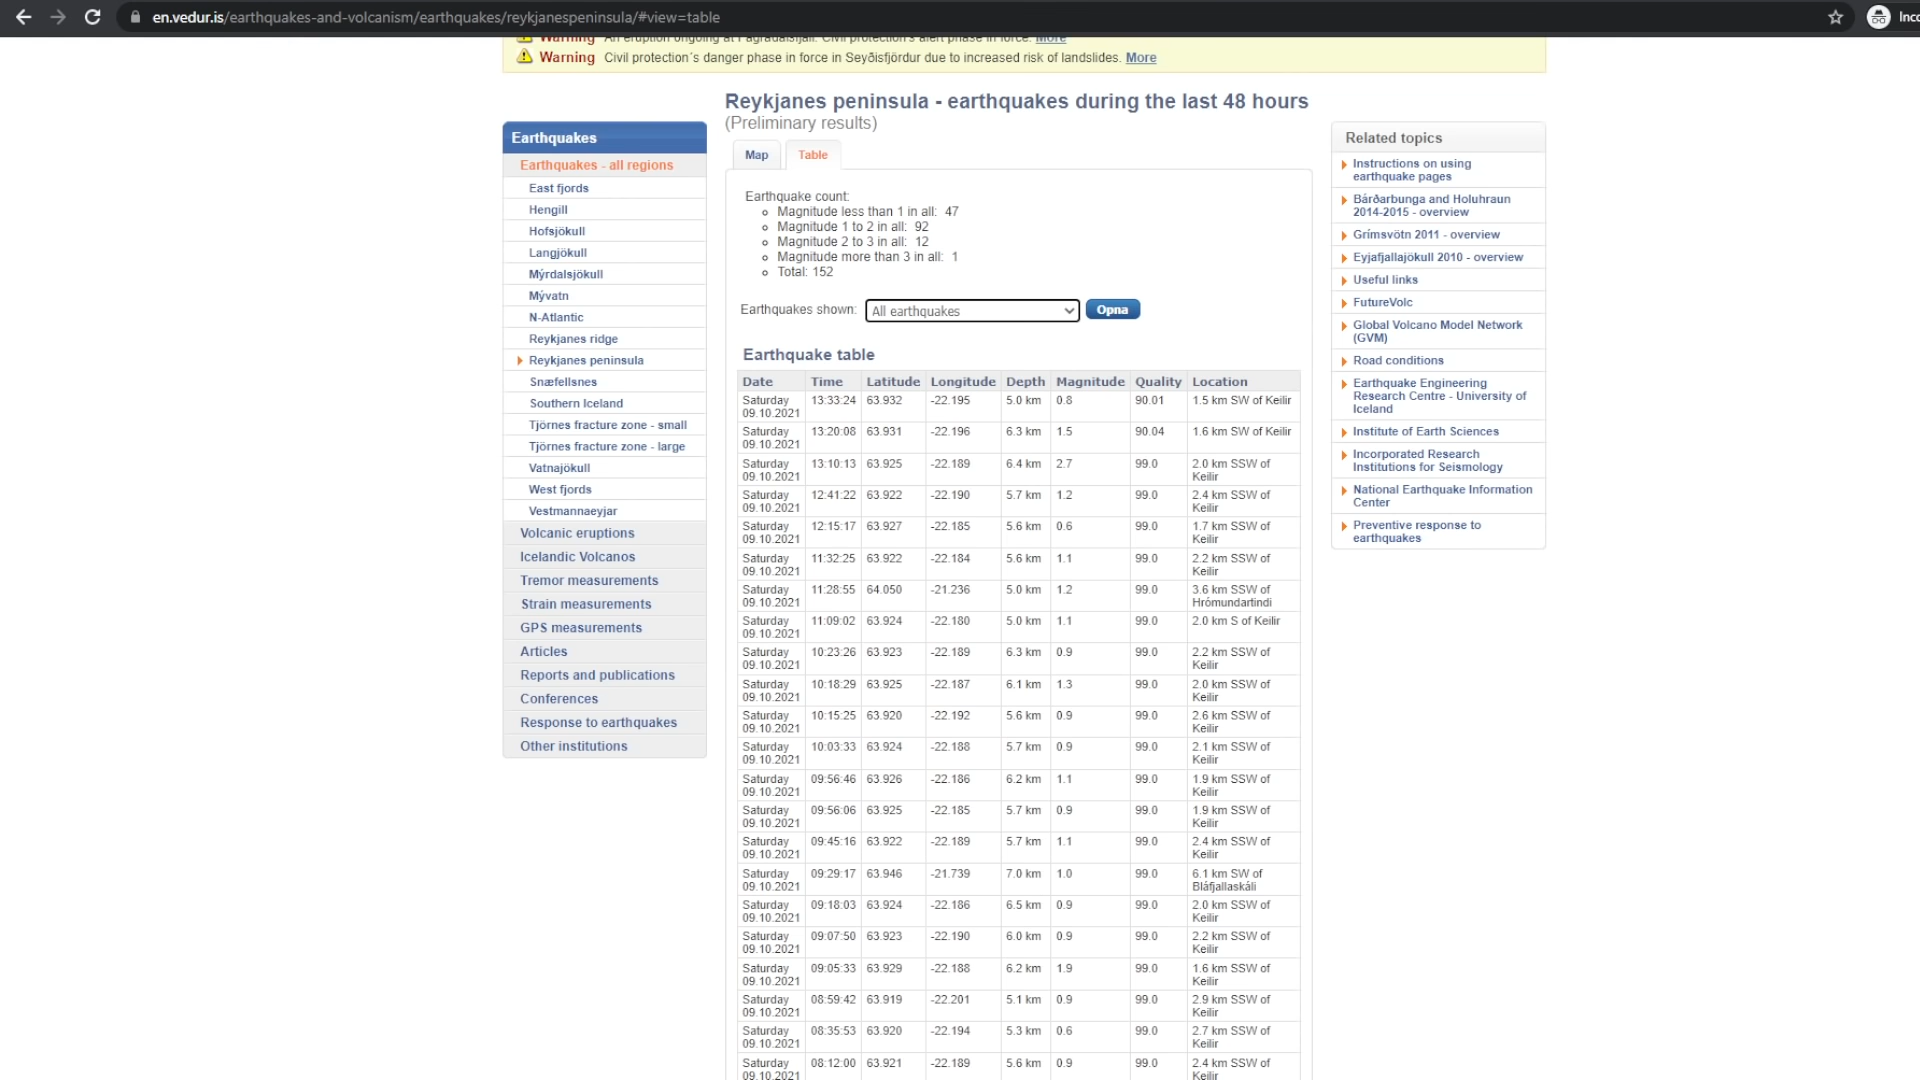 en.vedur.is/earthquakes-and-volcanism/earthquakes/reykjanespeninsula/#view=table
Warning An eruption ongoing at Fagradalsfjall. Civil protection's alert phase in force. More
Warning Civil protection´s danger phase in force in Seyðisfjördur due to increased risk of landslides. More
Reykjanes peninsula - earthquakes during the last 48 hours
(Preliminary results)
Map
Table
Earthquakes
Earthquakes - all regions
East fjords
Hengill
Hofsjökull
Langjökull
Mýrdalsjökull
Mývatn
N-Atlantic
Reykjanes ridge
Reykjanes peninsula
Snæfellsnes
Southern Iceland
Tjörnes fracture zone - small
Tjörnes fracture zone - large
Vatnajökull
West fjords
Vestmannaeyjar
Volcanic eruptions
Icelandic Volcanos
Tremor measurements
Strain measurements
GPS measurements
Articles
Reports and publications
Conferences
Response to earthquakes
Other institutions
Earthquake count:
Magnitude less than 1 in all: 47
Magnitude 1 to 2 in all: 92
Magnitude 2 to 3 in all: 12
Magnitude more than 3 in all: 1
Total: 152
Earthquakes shown: All earthquakes Opna
Earthquake table
Date Time Latitude Longitude Depth Magnitude Quality Location
Saturday 13:33:24 63.932 -22.195 5.0 km 0.8 90.01 1.5 km SW of Keilir
09.10.2021
Saturday 13:20:08 63.931 -22.196 6.3 km 1.5 90.04 1.6 km SW of Keilir
09.10.2021
Saturday 13:10:13 63.925 -22.189 6.4 km 2.7 99.0 2.0 km SSW of
09.10.2021 Keilir
Saturday 12:41:22 63.922 -22.190 5.7 km 1.2 99.0 2.4 km SSW of
09.10.2021 Keilir
Saturday 12:15:17 63.927 -22.185 5.6 km 0.6 99.0 1.7 km SSW of
09.10.2021 Keilir
Saturday 11:32:25 63.922 -22.184 5.6 km 1.1 99.0 2.2 km SSW of
09.10.2021 Keilir
Saturday 11:28:55 64.050 -21.236 5.0 km 1.2 99.0 3.6 km SSW of
09.10.2021 Hrómundartindi
Saturday 11:09:02 63.924 -22.180 5.0 km 1.1 99.0 2.0 km S of Keilir
09.10.2021
Saturday 10:23:26 63.923 -22.189 6.3 km 0.9 99.0 2.2 km SSW of
09.10.2021 Keilir
Saturday 10:18:29 63.925 -22.187 6.1 km 1.3 99.0 2.0 km SSW of
09.10.2021 Keilir
Saturday 10:15:25 63.920 -22.192 5.6 km 0.9 99.0 2.6 km SSW of
09.10.2021 Keilir
Saturday 10:03:33 63.924 -22.188 5.7 km 0.9 99.0 2.1 km SSW of
09.10.2021 Keilir
Saturday 09:56:46 63.926 -22.186 6.2 km 1.1 99.0 1.9 km SSW of
09.10.2021 Keilir
Saturday 09:56:06 63.925 -22.185 5.7 km 0.9 99.0 1.9 km SSW of
09.10.2021 Keilir
Saturday 09:45:16 63.922 -22.189 5.7 km 1.1 99.0 2.4 km SSW of
09.10.2021 Keilir
Saturday 09:29:17 63.946 -21.739 7.0 km 1.0 99.0 6.1 km SW of
09.10.2021 Bláfjallaskáli
Saturday 09:18:03 63.924 -22.186 6.5 km 0.9 99.0 2.0 km SSW of
09.10.2021 Keilir
Saturday 09:07:50 63.923 -22.190 6.0 km 0.9 99.0 2.2 km SSW of
09.10.2021 Keilir
Saturday 09:05:33 63.929 -22.188 6.2 km 1.9 99.0 1.6 km SSW of
09.10.2021 Keilir
Saturday 08:59:42 63.919 -22.201 5.1 km 0.9 99.0 2.9 km SSW of
09.10.2021 Keilir
Saturday 08:35:53 63.920 -22.194 5.3 km 0.6 99.0 2.7 km SSW of
09.10.2021 Keilir
Saturday 08:12:00 63.921 -22.189 5.6 km 0.9 99.0 2.4 km SSW of
09.10.2021 Keilir
Related topics
Instructions on using
earthquake pages
Bárðarbunga and Holuhraun
2014-2015 - overview
Grímsvötn 2011 - overview
Eyjafjallajökull 2010 - overview
Useful links
FutureVolc
Global Volcano Model Network
(GVM)
Road conditions
Earthquake Engineering
Research Centre - University of
Iceland
Institute of Earth Sciences
Incorporated Research
Institutions for Seismology
National Earthquake Information
Center
Preventive response to
earthquakes